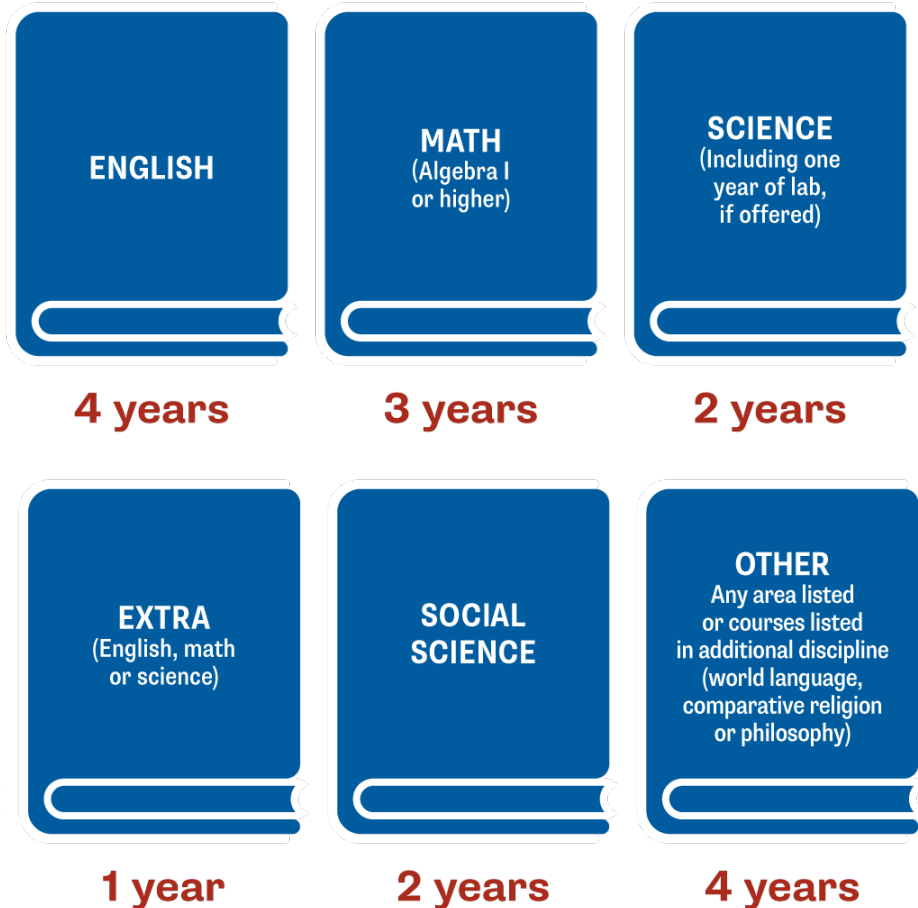 ENGLISH
MATH
(Algebra I
or higher)
SCIENCE
(Including one
year of lab,
if offered)
4 years
3 years
2 years
EXTRA
(English, math
or science)
SOCIAL
SCIENCE
OTHER
Any area listed
or courses listed
in additional discipline
(world language,
comparative religion
or philosophy)
1 year
2 years
4 years